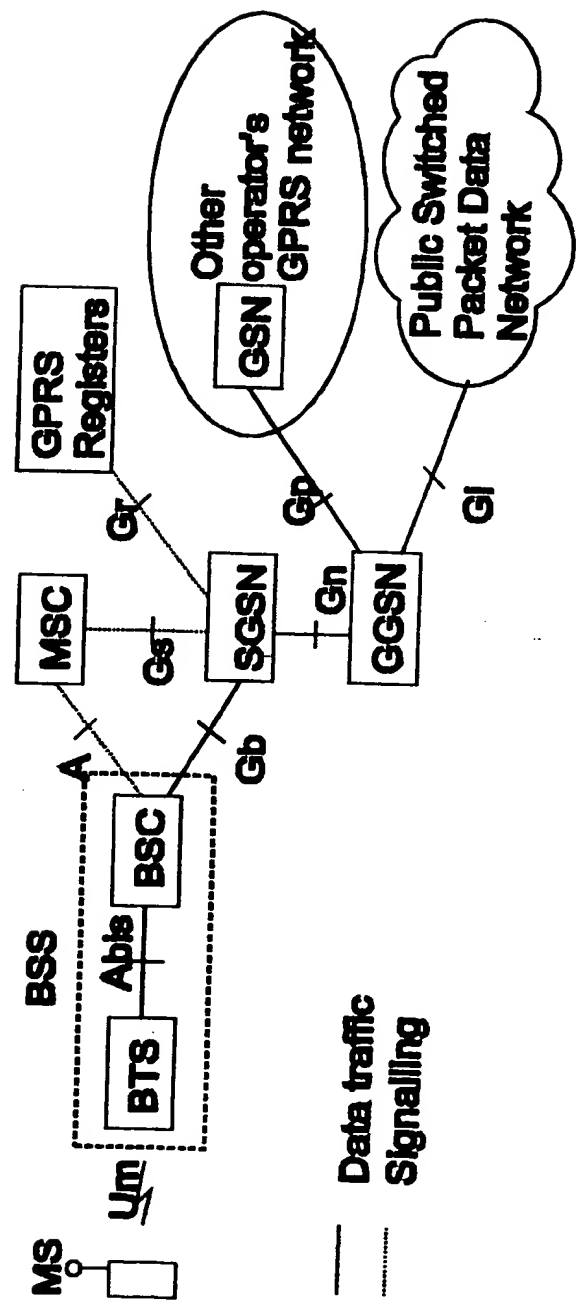 MS
Um
BSS
BTS
Abis
BSC
A
Gb
MSC
Gs
SGSN
Gr
GPRS
Registers
Gn
GGSN
Gp
Gi
GSN
Other
operator's
GPRS network
Public Switched
Packet Data
Network
Data traffic
Signalling